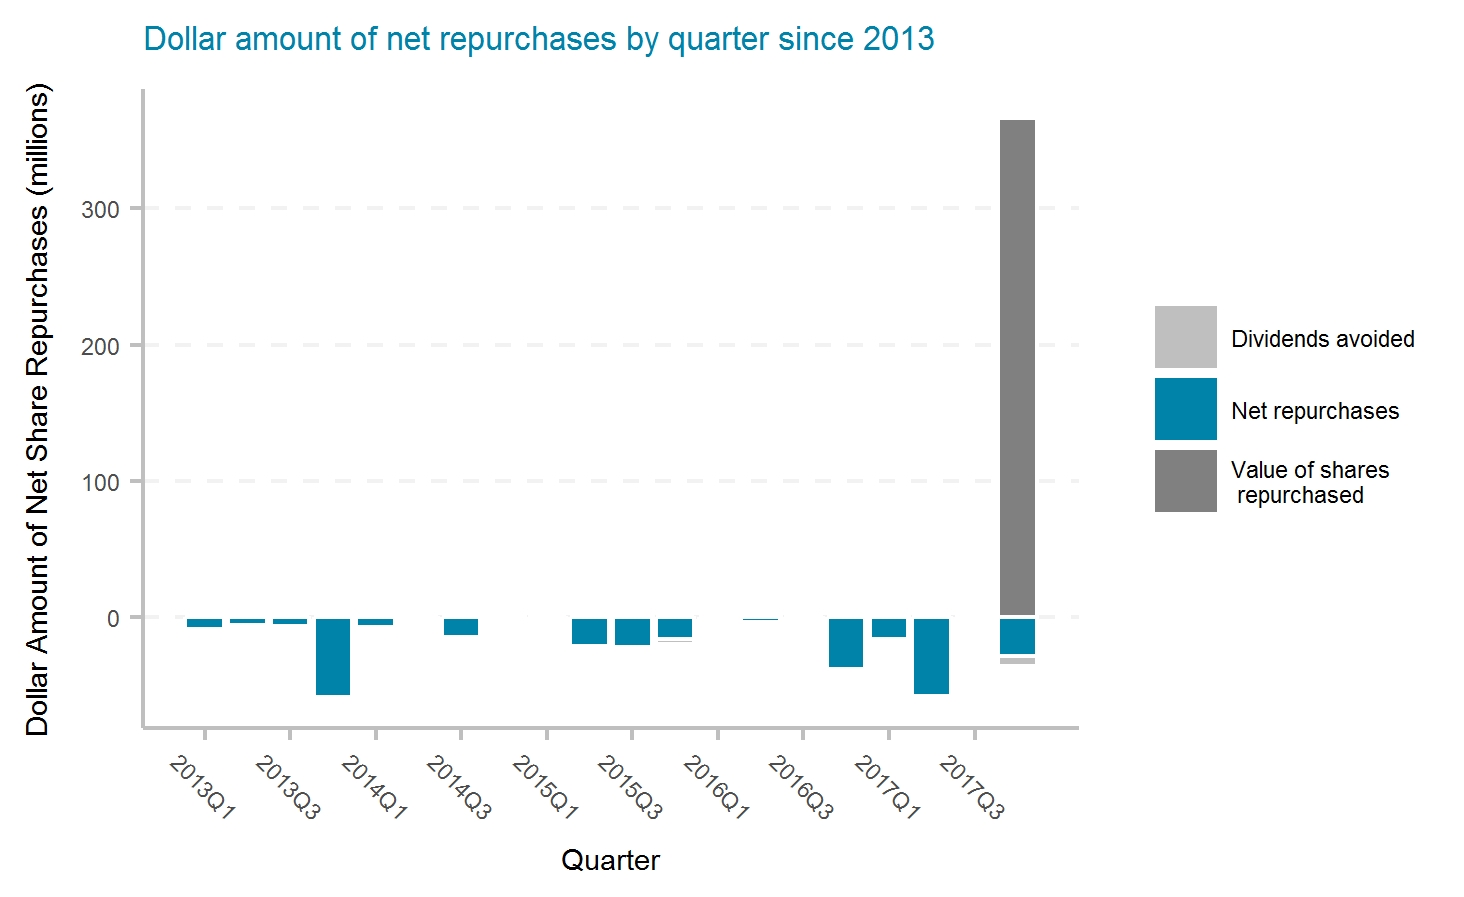 Dollar amount of net repurchases by quarter since 2013
Dollar Amount of Net Share Repurchases (millions)
300
200
100
0
2013Q1
2013Q3
2014Q1
2014Q3
2015Q1
2015Q3
2016Q1
2016Q3
2017Q1
2017Q3
Quarter
Dividends avoided
Net repurchases
Value of shares
repurchased